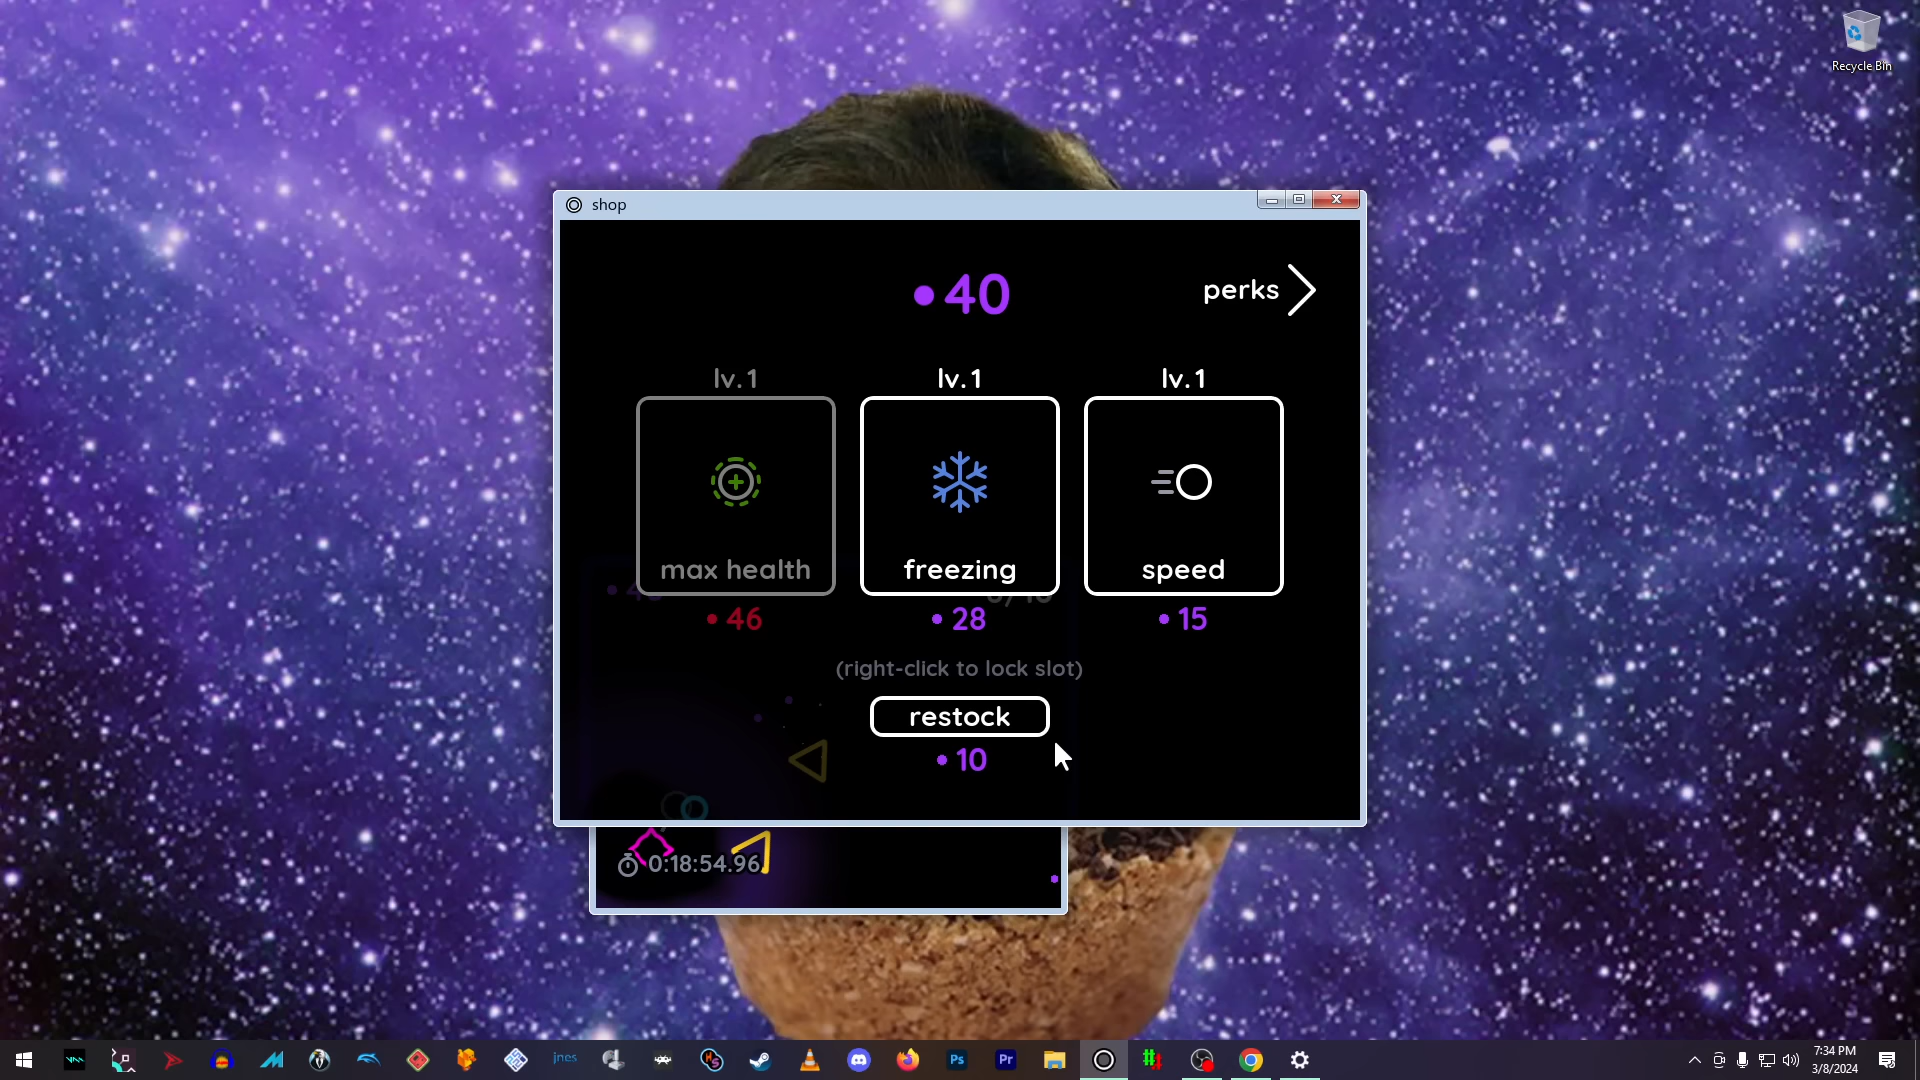 Recycle Bin
shop
40
perks
lv.1 lv.1 lv.1
max health freezing speed
46 28 15
(right-click to lock slot)
restock
10
0:18:54.96
jnes
Ps
Pr
7:34 PM
3/8/2024